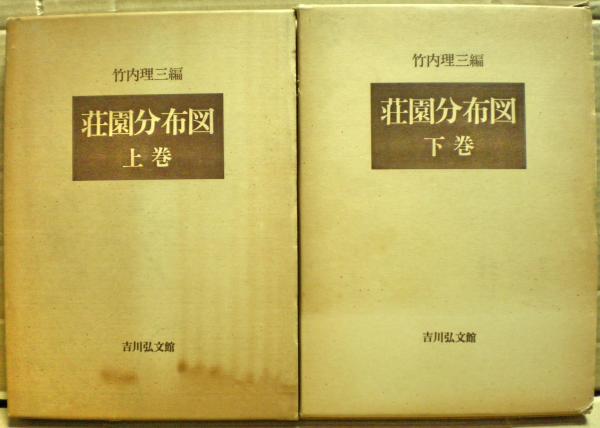 竹内理三編
荘園分布図
上巻
吉川弘文館
竹内理三編
荘園分布図
下巻
吉川弘文館